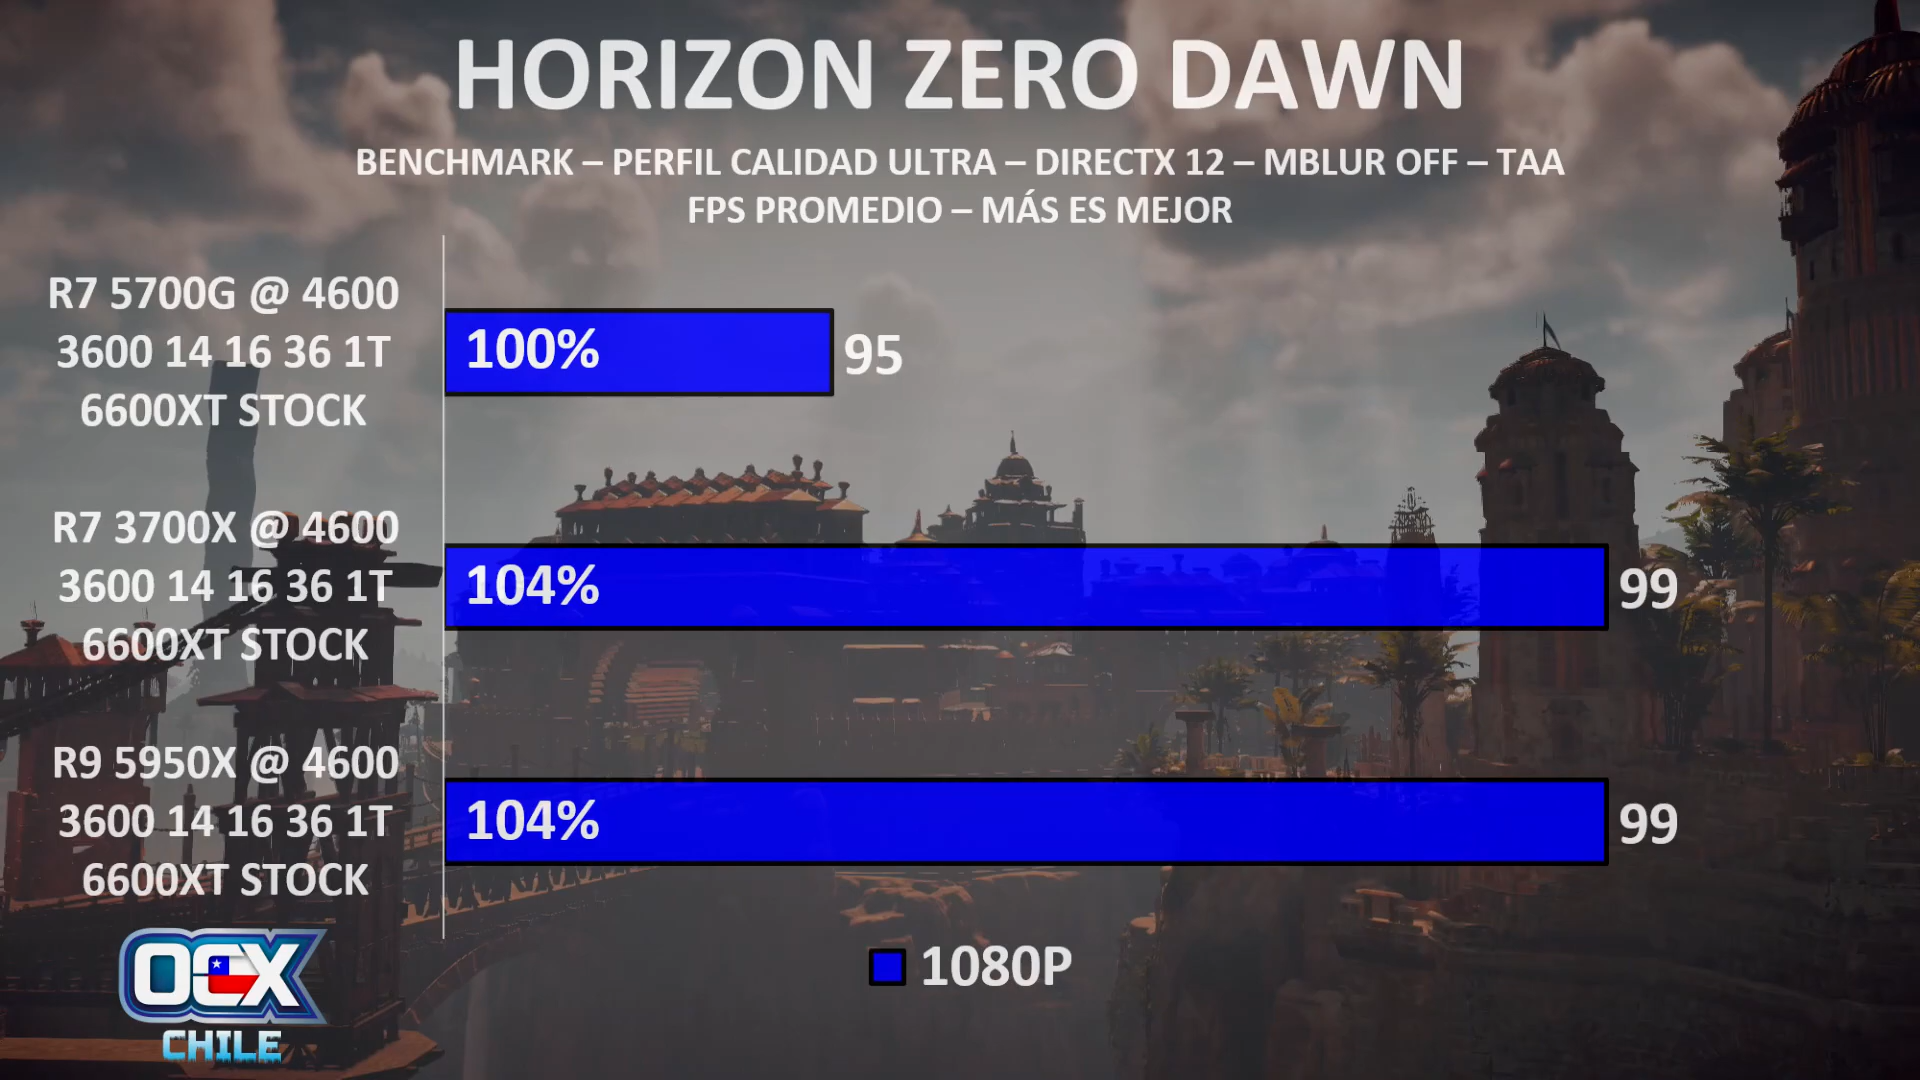 HORIZON ZERO DAWN
BENCHMARK – PERFIL CALIDAD ULTRA – DIRECTX 12 – MBLUR OFF – TAA
FPS PROMEDIO – MÁS ES MEJOR
R7 5700G @ 4600
3600 14 16 36 1T
6600XT STOCK
100%
95
R7 3700X @ 4600
3600 14 16 36 1T
6600XT STOCK
104%
99
R9 5950X @ 4600
3600 14 16 36 1T
6600XT STOCK
104%
99
1080P
OCX
CHILE